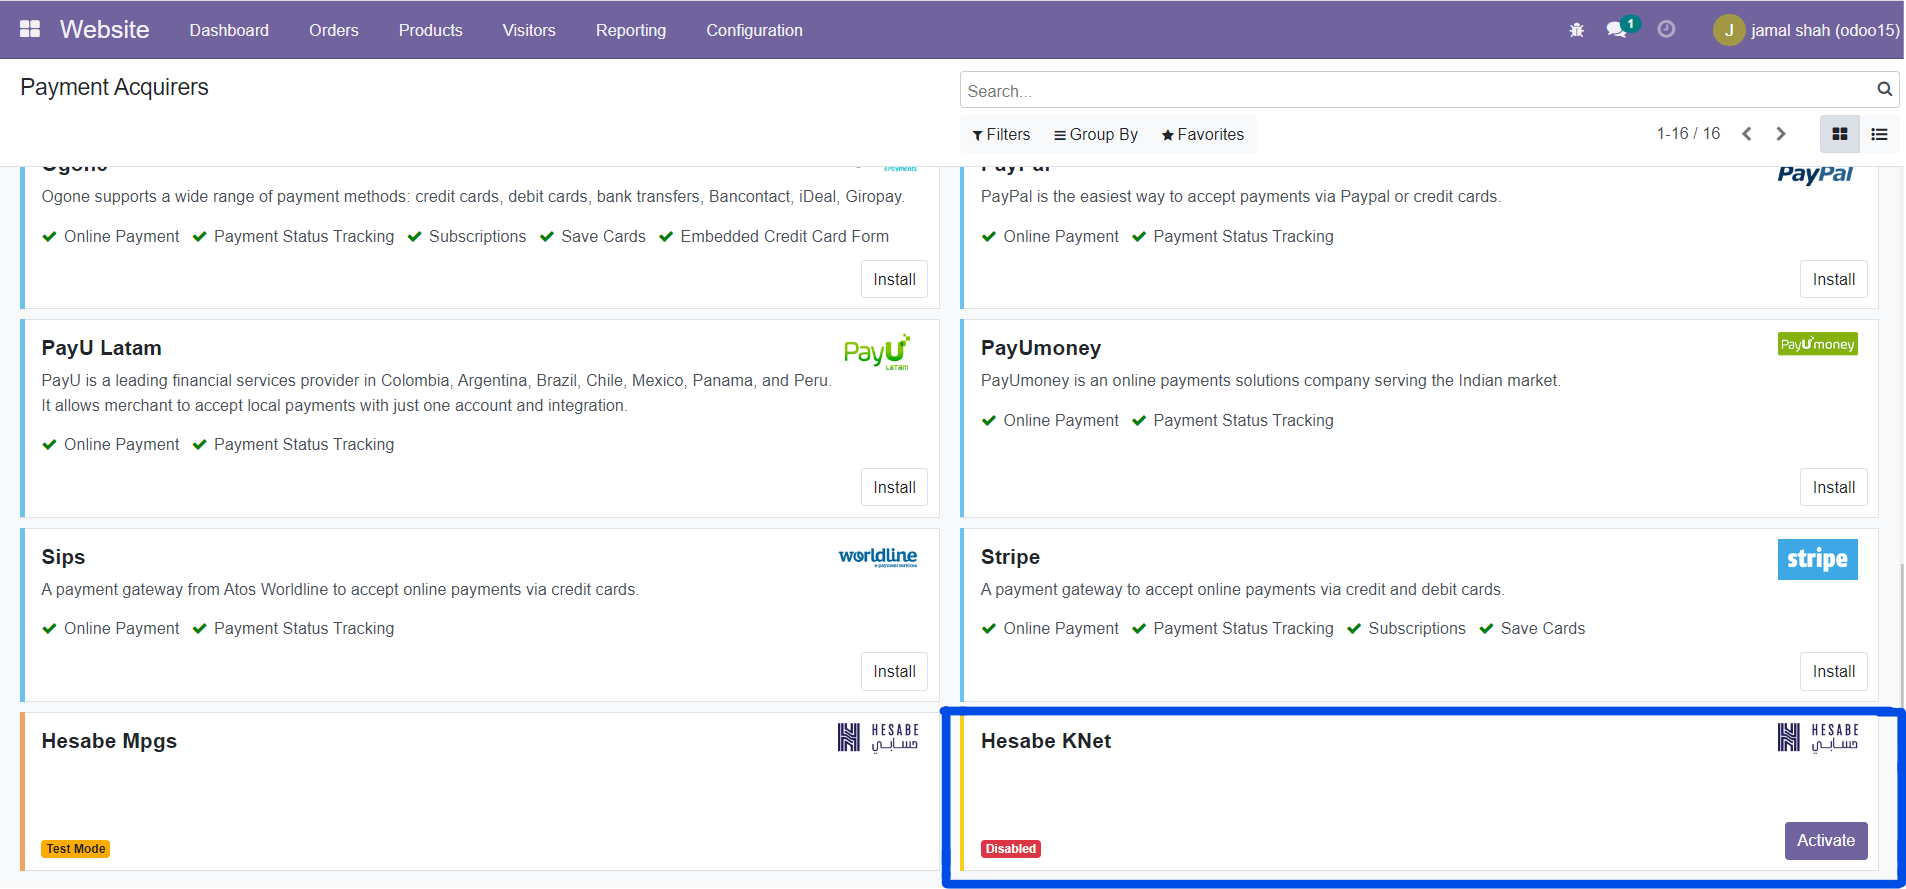 Website Dashboard Orders Products Visitors Reporting Configuration 1 J jamal shah (odoo15)
Payment Acquirers
Search...
Filters Group By Favorites 1-16 / 16
Ogone
PayPal
PayPal
Ogone supports a wide range of payment methods: credit cards, debit cards, bank transfers, Bancontact, iDeal, Giropay.
Online Payment Payment Status Tracking Subscriptions Save Cards Embedded Credit Card Form
Install
PayPal is the easiest way to accept payments via Paypal or credit cards.
Online Payment Payment Status Tracking
Install
PayU Latam
PayU
LATAM
PayU is a leading financial services provider in Colombia, Argentina, Brazil, Chile, Mexico, Panama, and Peru.
It allows merchant to accept local payments with just one account and integration.
Online Payment Payment Status Tracking
Install
PayUmoney
PayUmoney
PayUmoney is an online payments solutions company serving the Indian market.
Online Payment Payment Status Tracking
Install
Sips
worldline
e-payment services
A payment gateway from Atos Worldline to accept online payments via credit cards.
Online Payment Payment Status Tracking
Install
Stripe
stripe
A payment gateway to accept online payments via credit and debit cards.
Online Payment Payment Status Tracking Subscriptions Save Cards
Install
Hesabe Mpgs
HESABE
حسابي
Test Mode
Hesabe KNet
HESABE
حسابي
Disabled
Activate